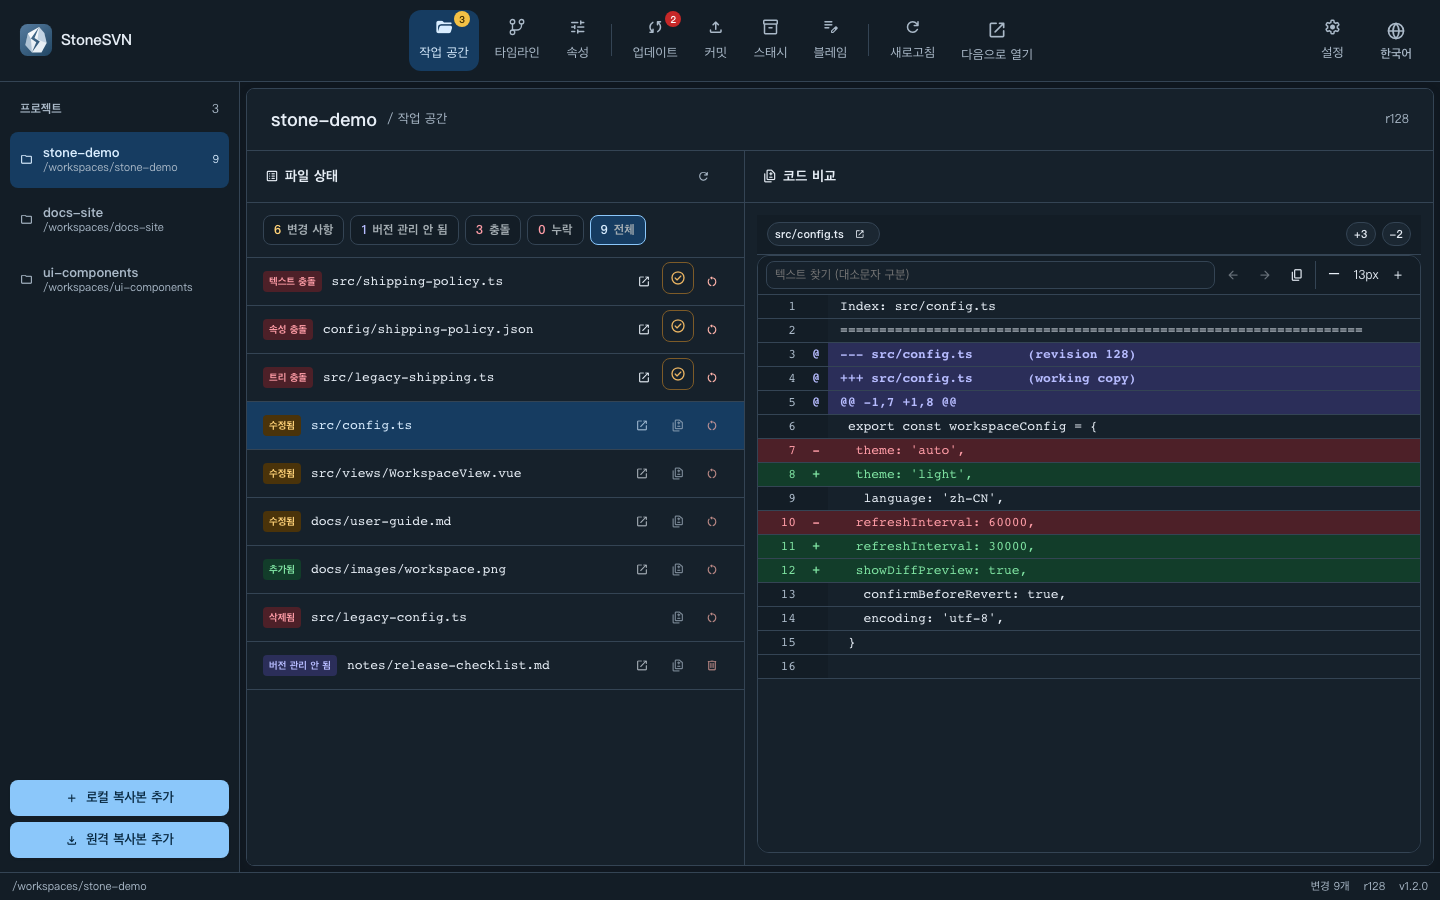 StoneSVN
작업 공간 3
타임라인
속성
업데이트 2
커밋
스태시
블레임
새로고침
다음으로 열기
설정
한국어
프로젝트 3
stone-demo 9
/workspaces/stone-demo
docs-site
/workspaces/docs-site
ui-components
/workspaces/ui-components
+ 로컬 복사본 추가
원격 복사본 추가
stone-demo / 작업 공간 r128
파일 상태
6 변경 사항
1 버전 관리 안 됨
3 충돌
0 누락
9 전체
텍스트 충돌 src/shipping-policy.ts
속성 충돌 config/shipping-policy.json
트리 충돌 src/legacy-shipping.ts
수정됨 src/config.ts
수정됨 src/views/WorkspaceView.vue
수정됨 docs/user-guide.md
추가됨 docs/images/workspace.png
삭제됨 src/legacy-config.ts
버전 관리 안 됨 notes/release-checklist.md
코드 비교
src/config.ts +3 −2
텍스트 찾기 (대소문자 구분) ← → — 13px +
1 Index: src/config.ts
2 ===================================================================
3 @ --- src/config.ts (revision 128)
4 @ +++ src/config.ts (working copy)
5 @ @@ -1,7 +1,8 @@
6 export const workspaceConfig = {
7 − theme: 'auto',
8 + theme: 'light',
9 language: 'zh-CN',
10 − refreshInterval: 60000,
11 + refreshInterval: 30000,
12 + showDiffPreview: true,
13 confirmBeforeRevert: true,
14 encoding: 'utf-8',
15 }
16
/workspaces/stone-demo 변경 9개 r128 v1.2.0